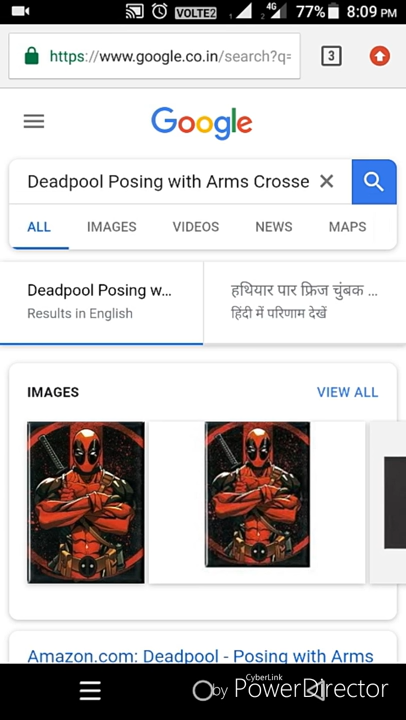 VOLTE2 1 2 4G 77% 8:09 PM
https://www.google.co.in/search?q=
3
Google
Deadpool Posing with Arms Crosse
ALL IMAGES VIDEOS NEWS MAPS
Deadpool Posing w... हथियार पार फ्रिज चुंबक ...
Results in English हिंदी में परिणाम देखें
IMAGES VIEW ALL
Amazon.com: Deadpool - Posing with Arms
CyberLink
by PowerDirector